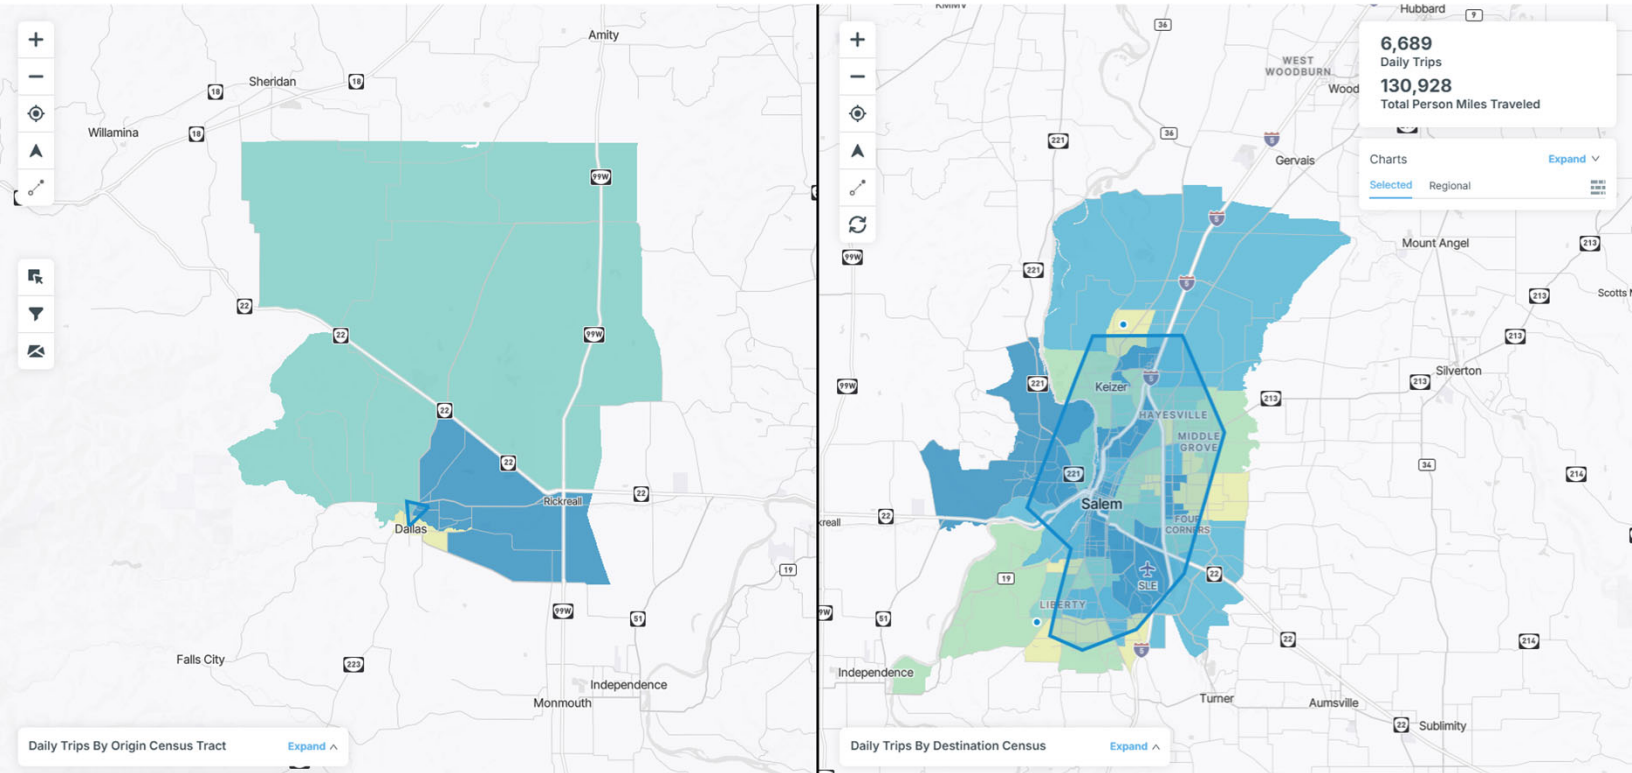 Amity
Sheridan
18
18
Willamina
18
99W
22
22
99W
22
22
Rickreall
22
Dallas
19
99W
51
Falls City
223
Independence
Monmouth
Daily Trips By Origin Census Tract
Expand
Hubbard
9
36
6,689
Daily Trips
130,928
Total Person Miles Traveled
WEST
WOODBURN
Wood
36
221
5
Gervais
Charts
Expand
Selected
Regional
5
Mount Angel
213
99W
221
5
213
Scotts
213
Silverton
213
221
5
99W
Keizer
213
HAYESVILLE
MIDDLE
GROVE
34
214
221
Salem
22
kreall
FOUR
CORNERS
SLE
22
19
LIBERTY
9W
51
22
214
5
Independence
Turner
Aumsville
22
Sublimity
Daily Trips By Destination Census
Expand